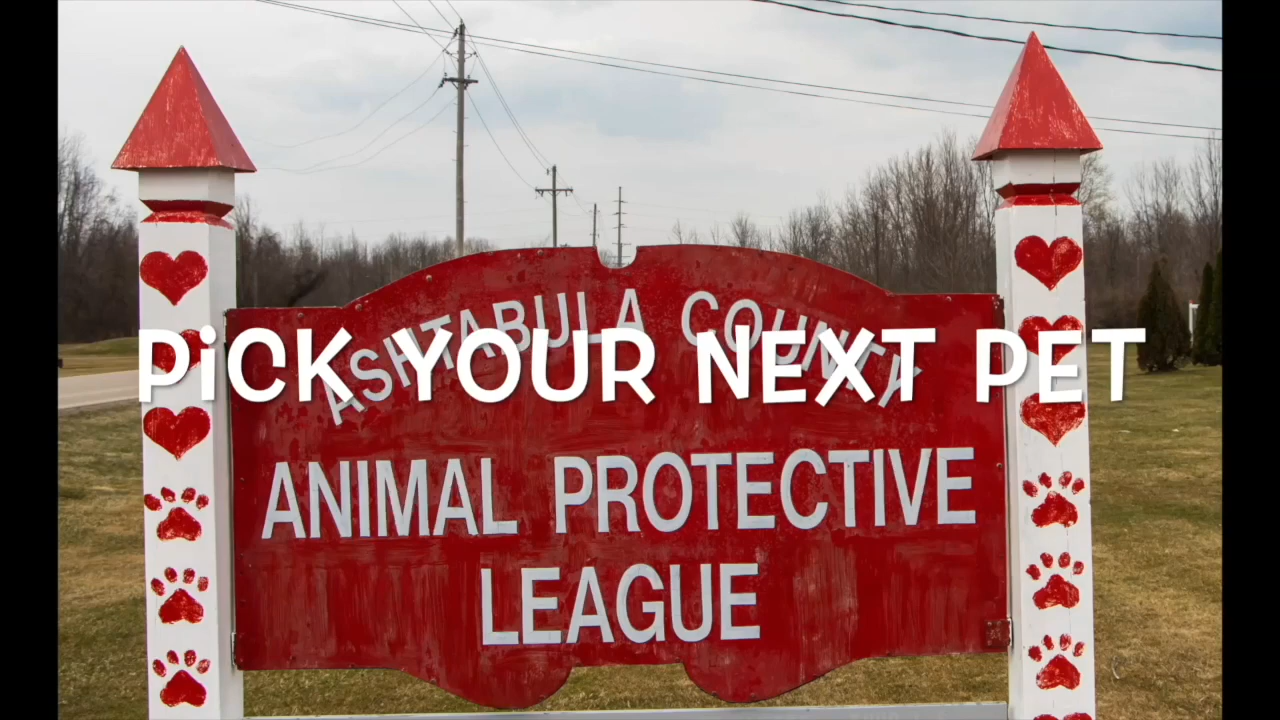 ASHTABULA COUNTY
PiCK YOUR NEXT PET
ANIMAL PROTECTIVE
LEAGUE